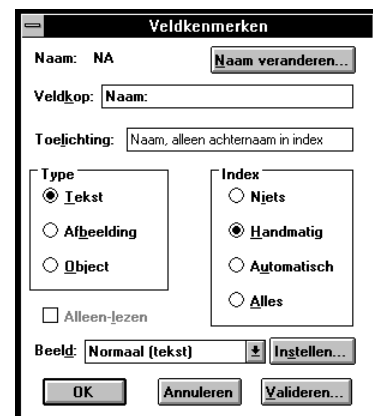 Veldkenmerken
Naam: NA Naam veranderen...
Veldkop: Naam:
Toelichting: Naam, alleen achternaam in index
Type Index
Tekst Niets
Afbeelding Handmatig
Object Automatisch
Alles
Alleen-lezen
Beeld: Normaal (tekst) Instellen...
OK Annuleren Valideren...